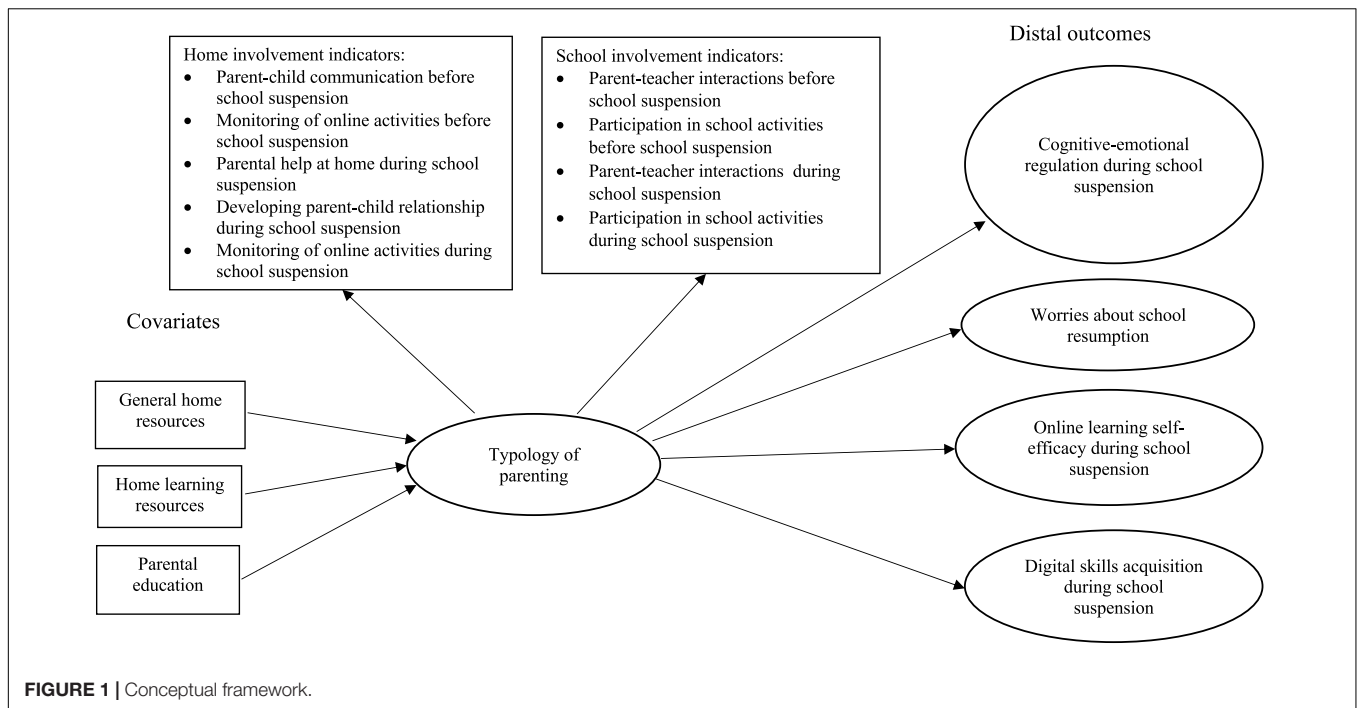 Home involvement indicators:
• Parent-child communication before
school suspension
• Monitoring of online activities before
school suspension
• Parental help at home during school
suspension
• Developing parent-child relationship
during school suspension
• Monitoring of online activities during
school suspension
School involvement indicators:
• Parent-teacher interactions before
school suspension
• Participation in school activities
before school suspension
• Parent-teacher interactions during
school suspension
• Participation in school activities
during school suspension
Distal outcomes
Cognitive-emotional
regulation during school
suspension
Worries about school
resumption
Online learning self-
efficacy during school
suspension
Digital skills acquisition
during school
suspension
Covariates
General home
resources
Home learning
resources
Parental
education
Typology of
parenting
FIGURE 1 | Conceptual framework.